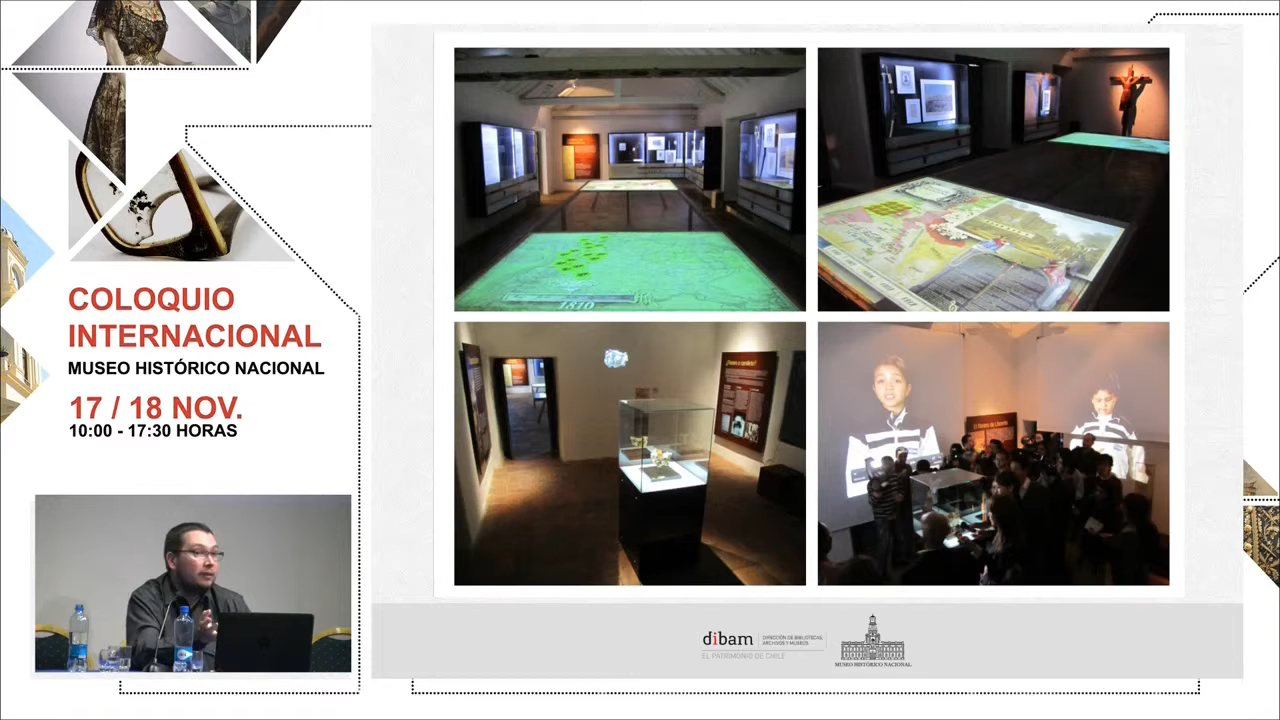 COLOQUIO
INTERNACIONAL
MUSEO HISTÓRICO NACIONAL
17 / 18 NOV.
10:00 - 17:30 HORAS
1810
dibam
DIRECCIÓN DE BIBLIOTECAS,
ARCHIVOS Y MUSEOS
EL PATRIMONIO DE CHILE
MUSEO HISTÓRICO NACIONAL